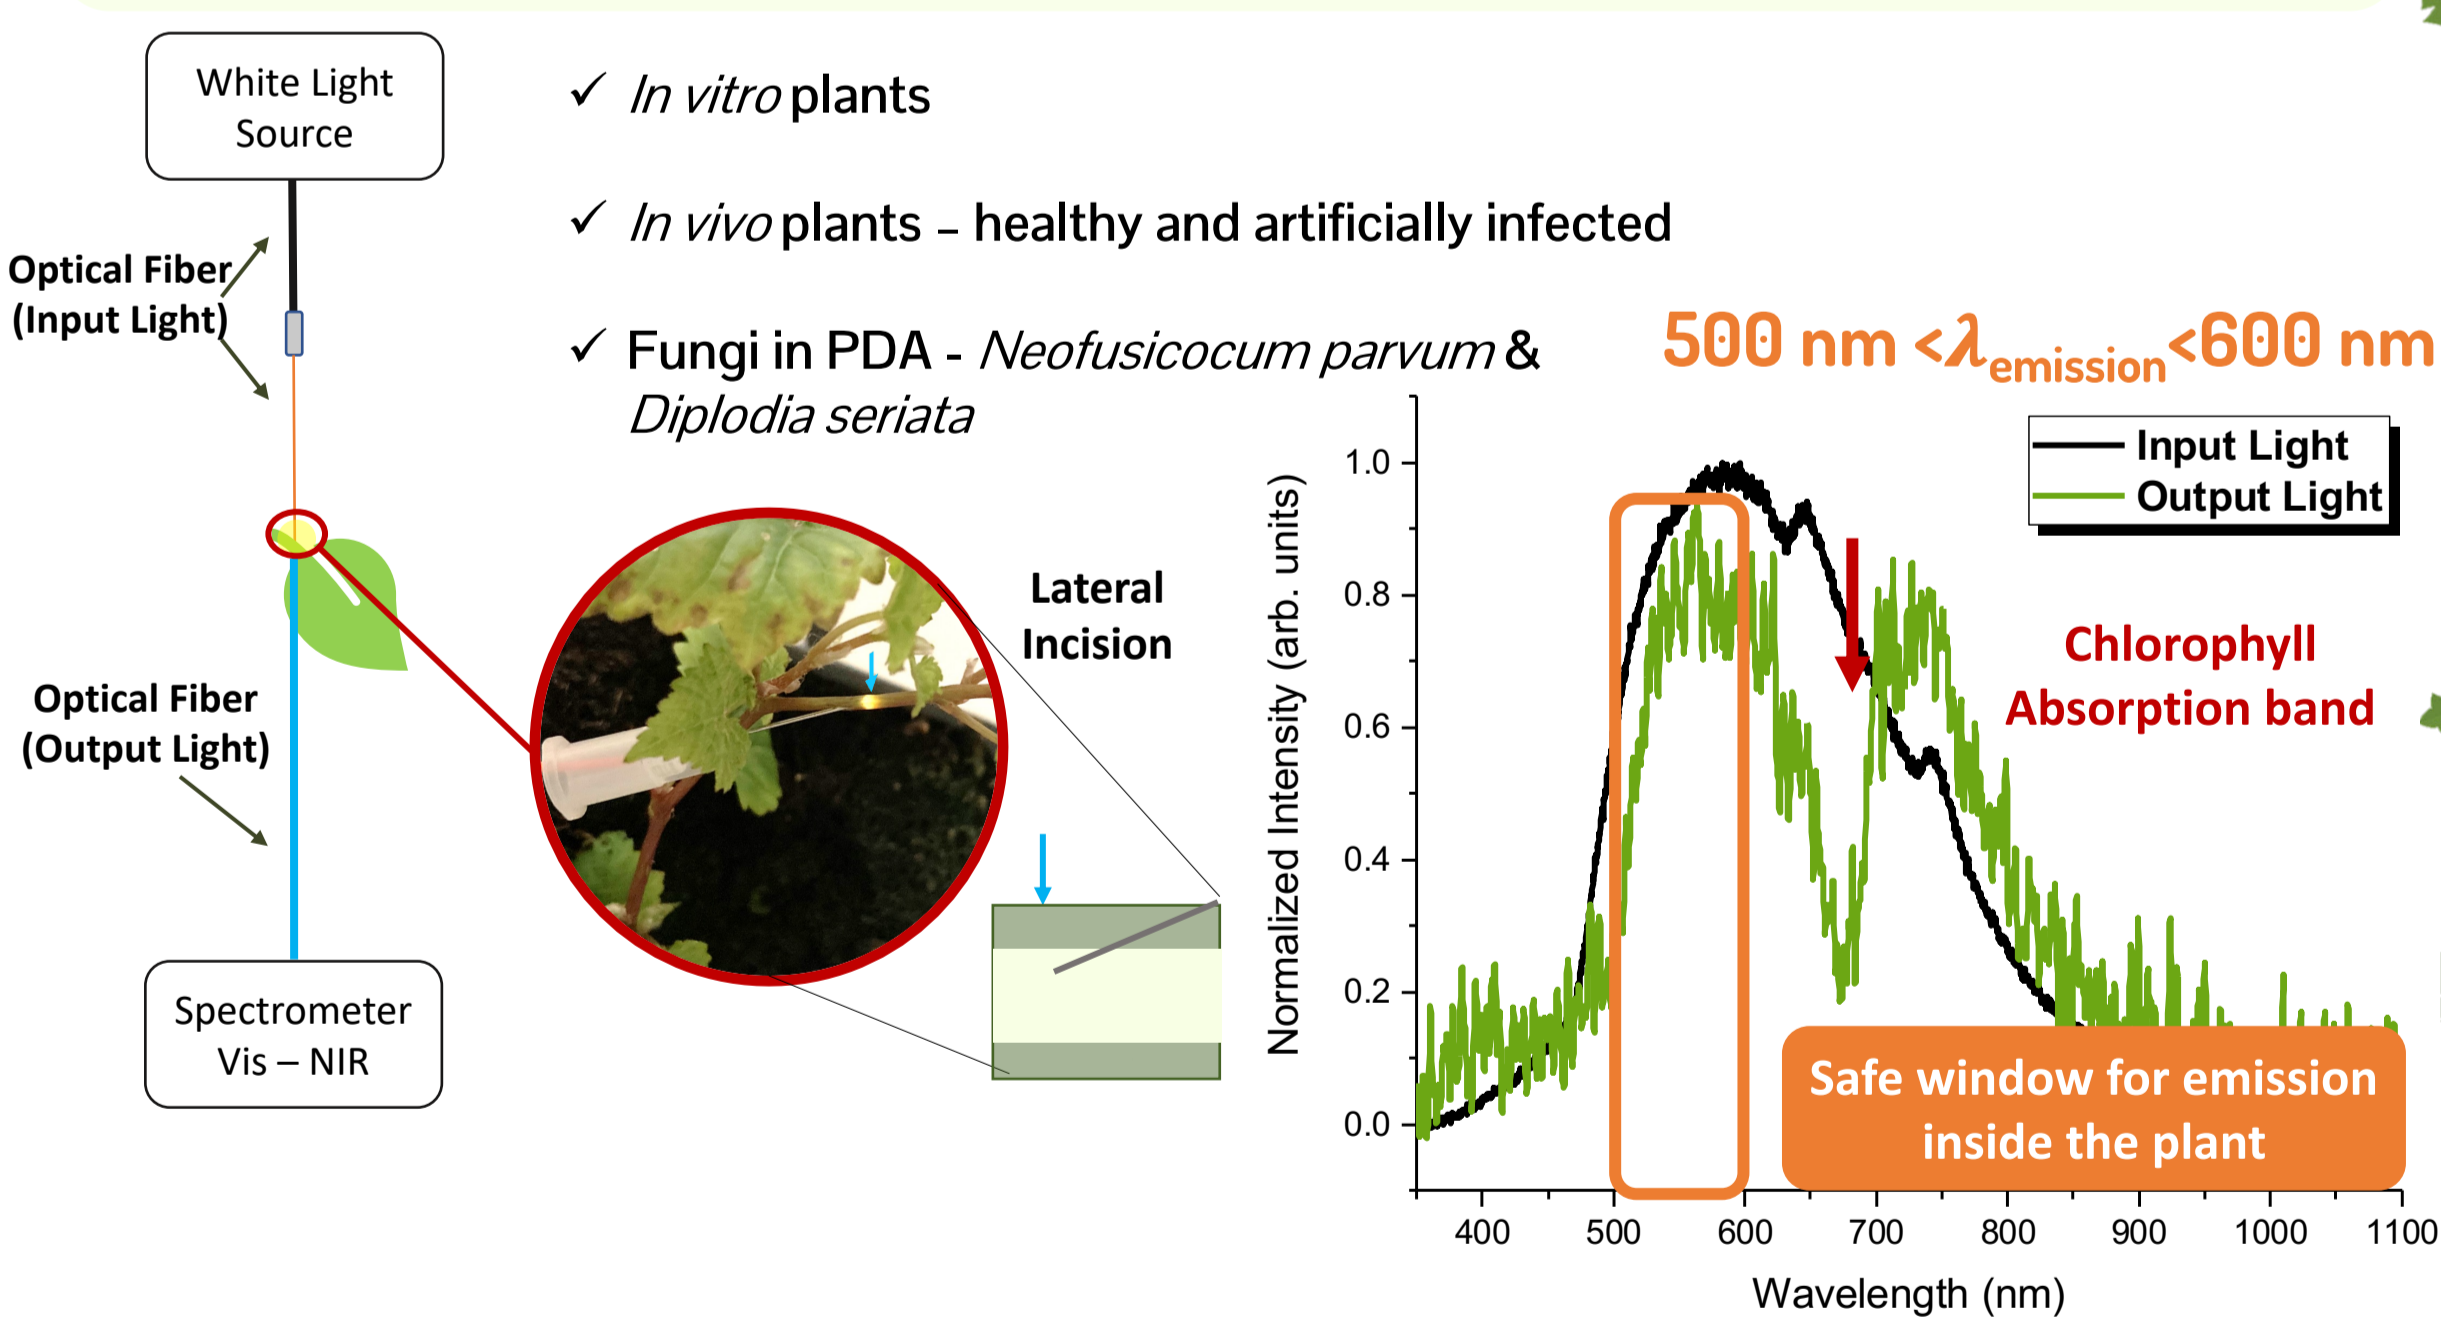 White Light
Source
✓ In vitro plants
✓ In vivo plants – healthy and artificially infected
✓ Fungi in PDA - Neofusicocum parvum &
Diplodia seriata
Optical Fiber
(Input Light)
Optical Fiber
(Output Light)
Spectrometer
Vis – NIR
Lateral
Incision
500 nm <λemission<600 nm
Input Light
Output Light
Chlorophyll
Absorption band
Safe window for emission
inside the plant
Normalized Intensity (arb. units)
1.0
0.8
0.6
0.4
0.2
0.0
400 500 600 700 800 900 1000 1100
Wavelength (nm)